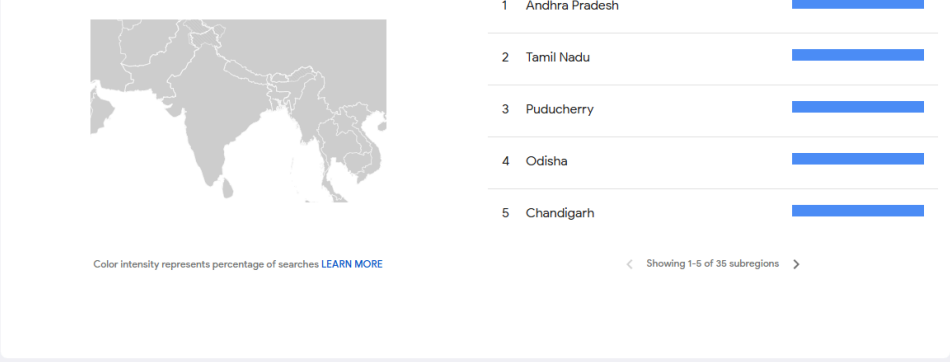 1 Andhra Pradesh
2 Tamil Nadu
3 Puducherry
4 Odisha
5 Chandigarh
Color intensity represents percentage of searches LEARN MORE
Showing 1-5 of 35 subregions